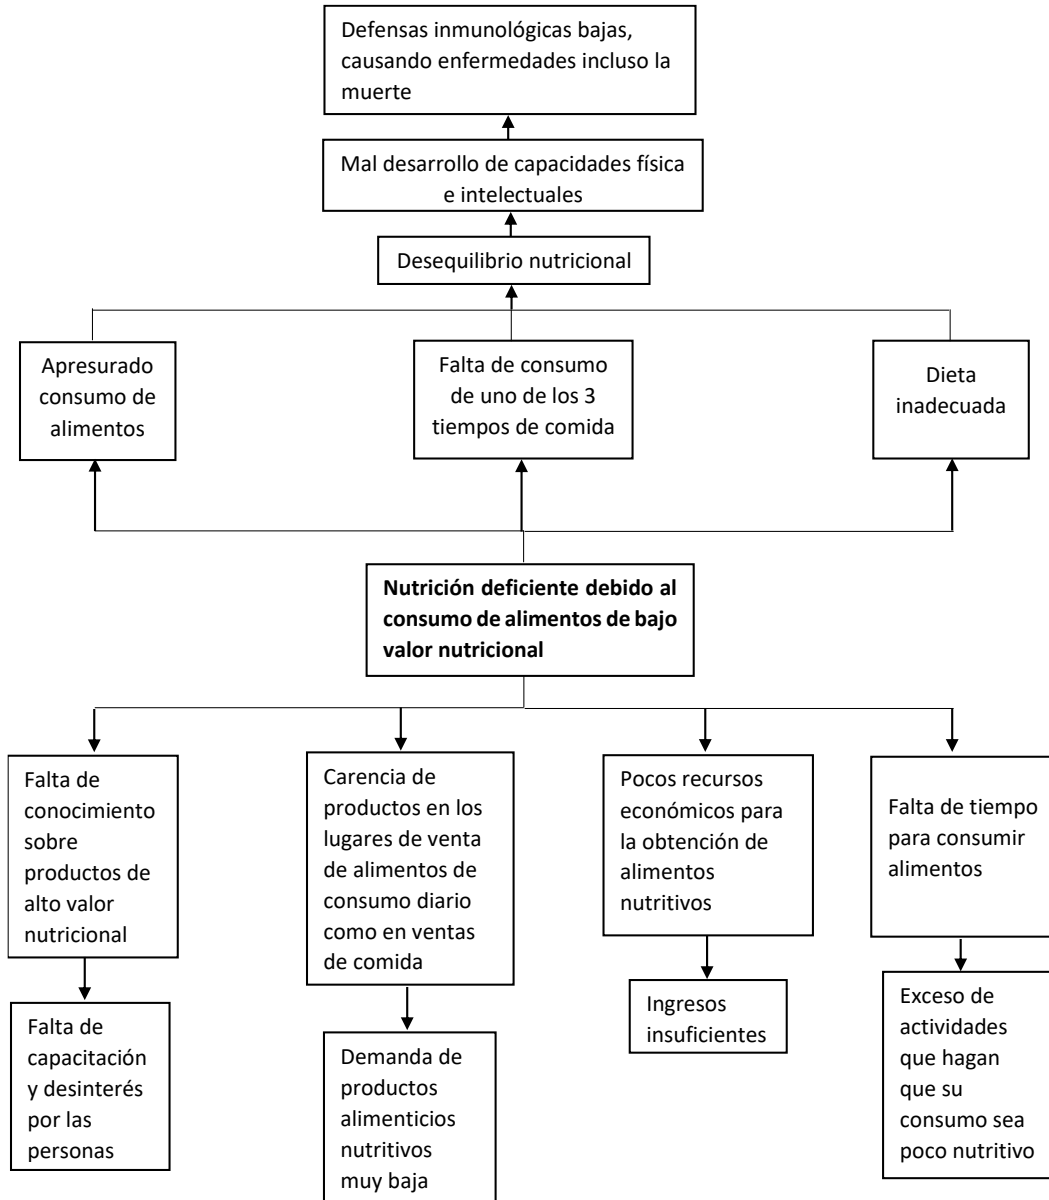 Defensas inmunológicas bajas,
causando enfermedades incluso la
muerte
Mal desarrollo de capacidades física
e intelectuales
Desequilibrio nutricional
Apresurado
consumo de
alimentos
Falta de consumo
de uno de los 3
tiempos de comida
Dieta
inadecuada
Nutrición deficiente debido al
consumo de alimentos de bajo
valor nutricional
Falta de
conocimiento
sobre
productos de
alto valor
nutricional
Carencia de
productos en los
lugares de venta
de alimentos de
consumo diario
como en ventas
de comida
Pocos recursos
económicos para
la obtención de
alimentos
nutritivos
Falta de tiempo
para consumir
alimentos
Falta de
capacitación
y desinterés
por las
personas
Demanda de
productos
alimenticios
nutritivos
muy baja
Ingresos
insuficientes
Exceso de
actividades
que hagan
que su
consumo sea
poco nutritivo